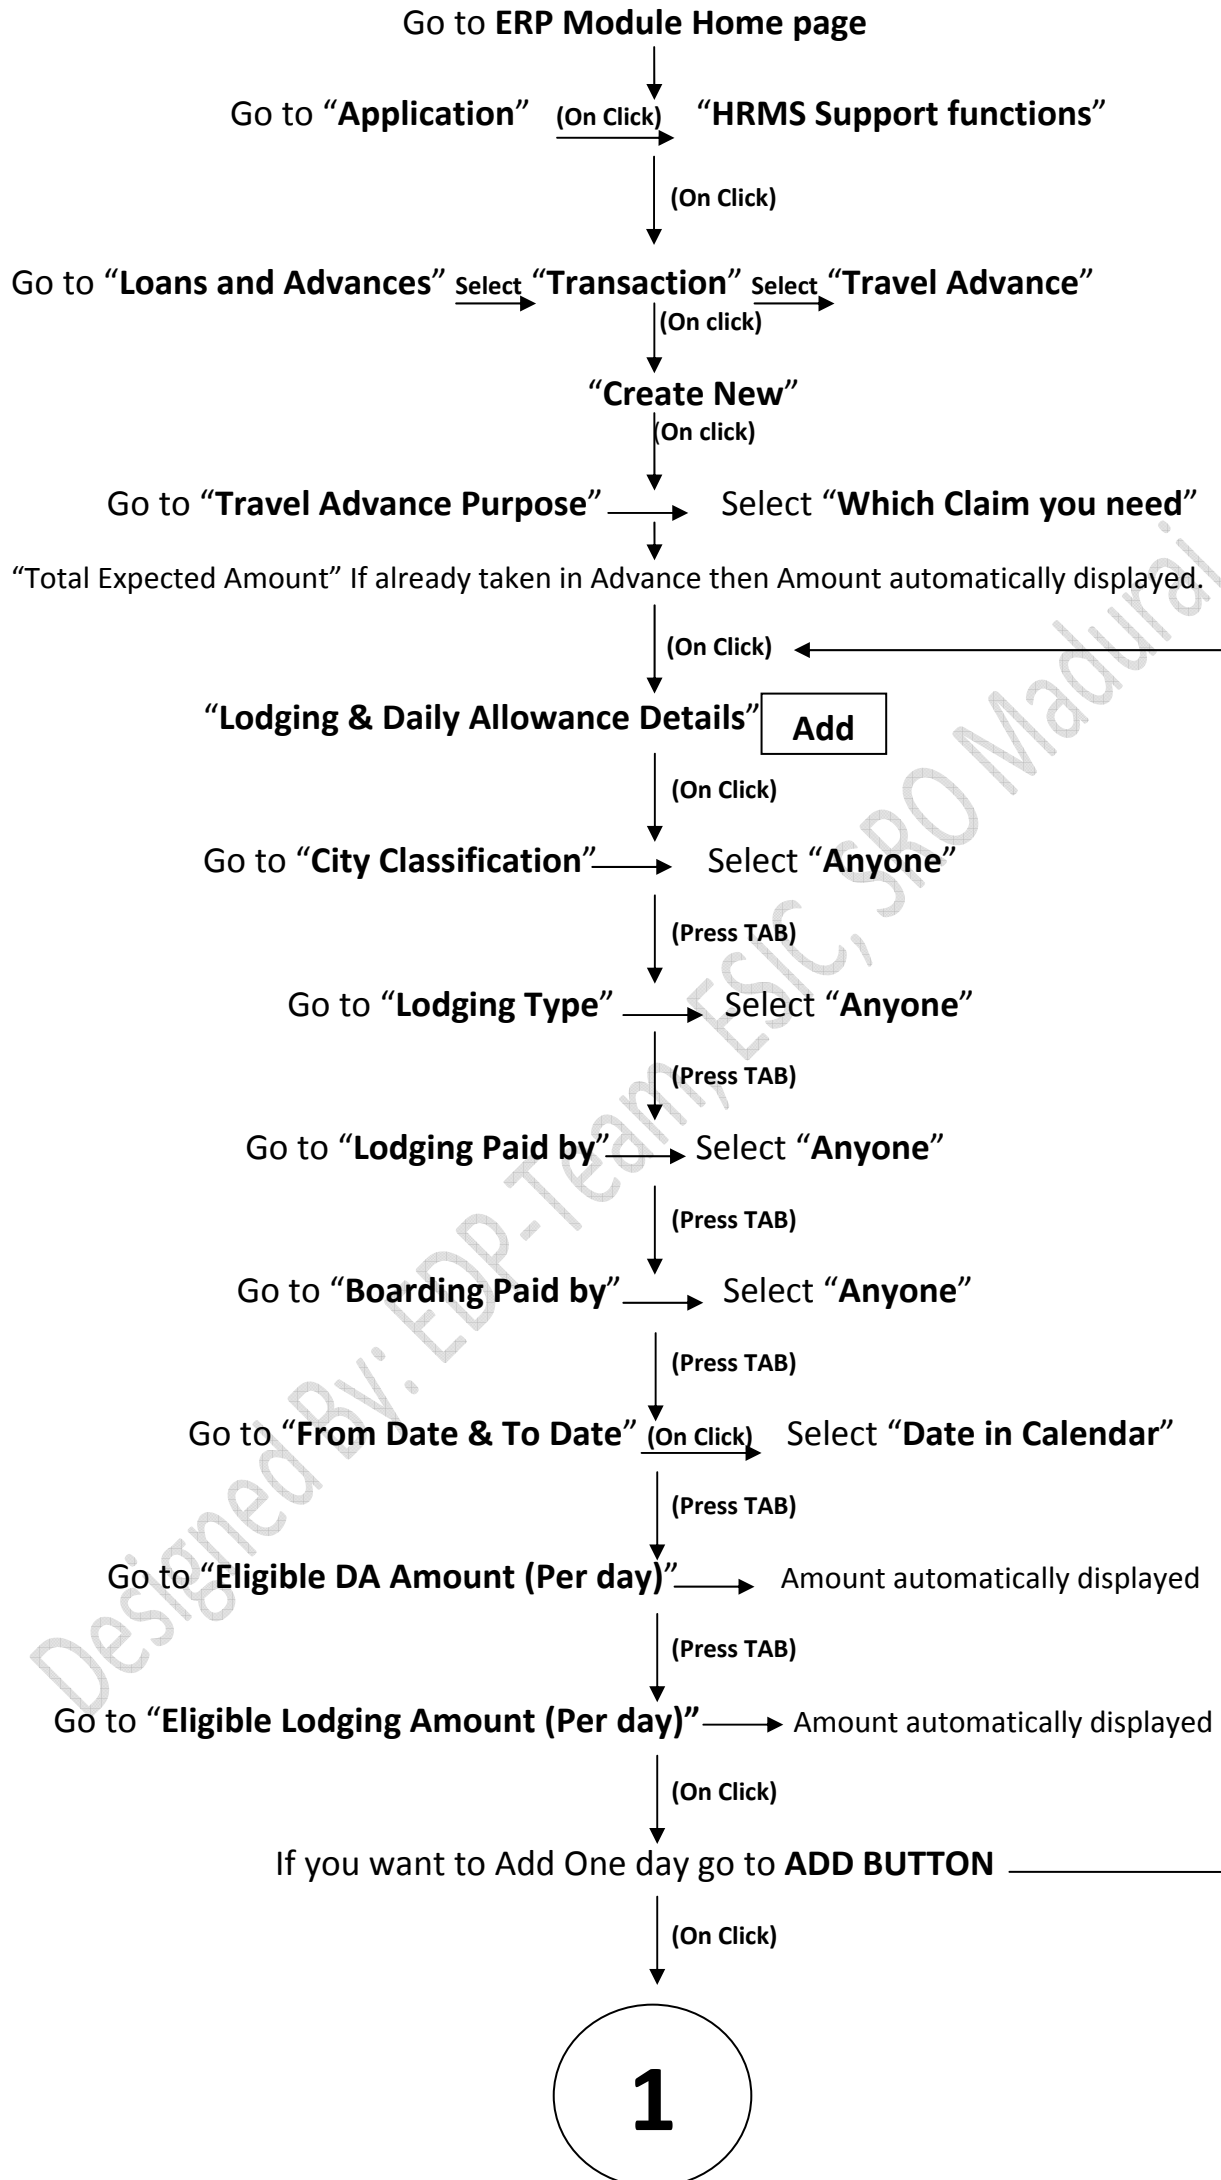 Go to ERP Module Home page
Go to “Application” (On Click) “HRMS Support functions”
(On Click)
Go to “Loans and Advances” Select “Transaction” Select “Travel Advance”
(On click)
“Create New”
(On click)
Go to “Travel Advance Purpose” Select “Which Claim you need”
“Total Expected Amount” If already taken in Advance then Amount automatically displayed.
(On Click)
“Lodging & Daily Allowance Details” Add
(On Click)
Go to “City Classification” Select “Anyone”
(Press TAB)
Go to “Lodging Type” Select “Anyone”
(Press TAB)
Go to “Lodging Paid by” Select “Anyone”
(Press TAB)
Go to “Boarding Paid by” Select “Anyone”
(Press TAB)
Go to “From Date & To Date” (On Click) Select “Date in Calendar”
(Press TAB)
Go to “Eligible DA Amount (Per day)” Amount automatically displayed
(Press TAB)
Go to “Eligible Lodging Amount (Per day)” Amount automatically displayed
(On Click)
If you want to Add One day go to ADD BUTTON
(On Click)
1
Designed By: EDP-Team, ESIC, SRO Madurai